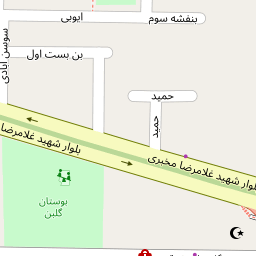 ایوبی
بنفشه سوم
سوسن آبادی
بن بست اول
حمید
حمید
بلوار شهید غلامرضا
بلوار شهید غلامرضا مخبری
بوستان
گلبن